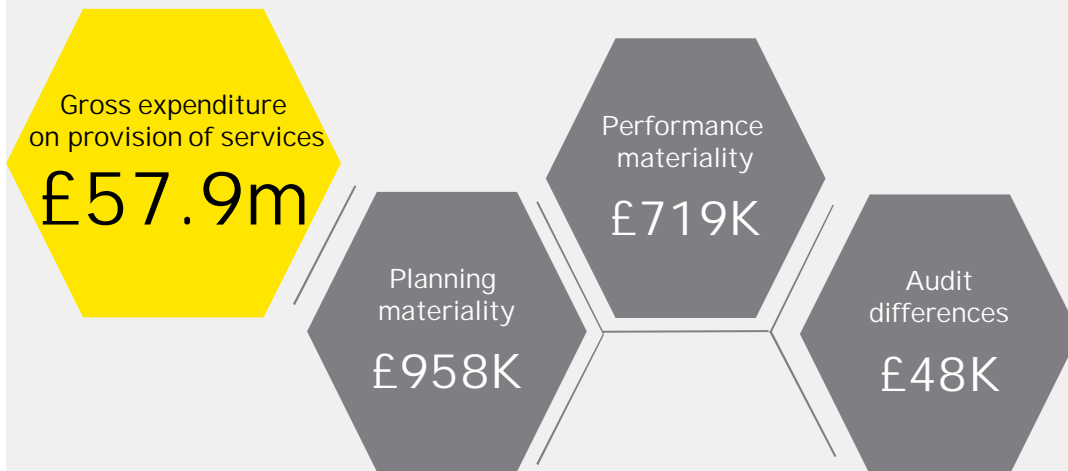 Gross expenditure
on provision of services
£57.9m
Planning
materiality
£958K
Performance
materiality
£719K
Audit
differences
£48K